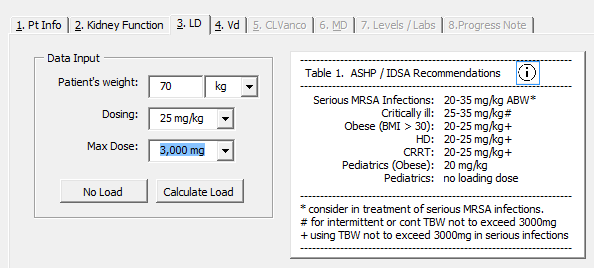 1. Pt Info
2. Kidney Function
3. LD
4. Vd
5. CLVanco
6. MD
7. Levels / Labs
8.Progress Note
Data Input
Patient's weight: 70 kg
Dosing: 25 mg/kg
Max Dose: 3,000 mg
No Load
Calculate Load
Table 1. ASHP / IDSA Recommendations
Serious MRSA Infections: 20-35 mg/kg ABW*
Critically ill: 25-35 mg/kg#
Obese (BMI > 30): 20-25 mg/kg+
HD: 20-25 mg/kg+
CRRT: 20-25 mg/kg+
Pediatrics (Obese): 20 mg/kg
Pediatrics: no loading dose
* consider in treatment of serious MRSA infections.
# for intermittent or cont TBW not to exceed 3000mg
+ using TBW not to exceed 3000mg in serious infections